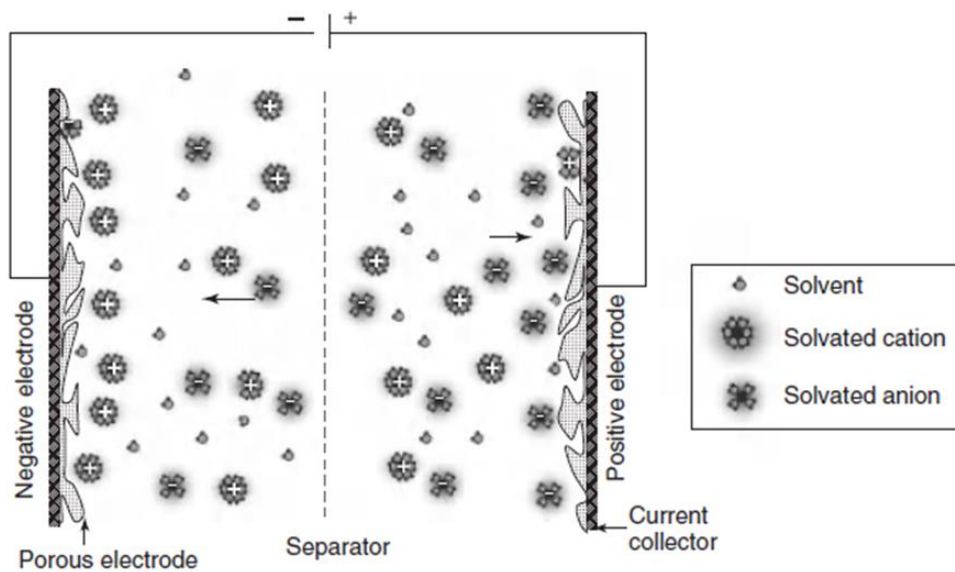 − +
Negative electrode
Positive electrode
Solvent
Solvated cation
Solvated anion
Porous electrode
Separator
Current
collector